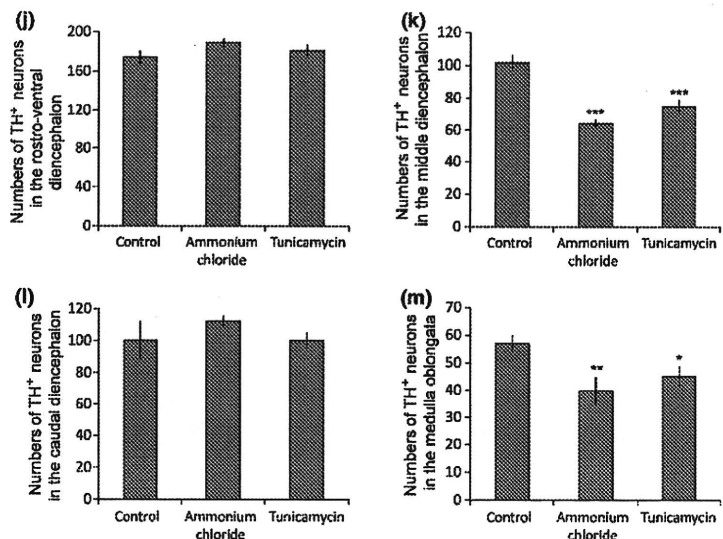 (j)
Numbers of TH+ neurons
in the rostro-ventral
diencephalon
200
160
120
80
40
0
Control
Ammonium
chloride
Tunicamycin
(k)
Numbers of TH+ neurons
in the middle diencephalon
120
100
80
60
40
20
0
***
***
Control
Ammonium
chloride
Tunicamycin
(l)
Numbers of TH+ neurons
in the caudal diencephalon
120
100
80
60
40
20
0
Control
Ammonium
chloride
Tunicamycin
(m)
Numbers of TH+ neurons
in the medulla oblongata
70
60
50
40
30
20
10
0
**
*
Control
Ammonium
chloride
Tunicamycin